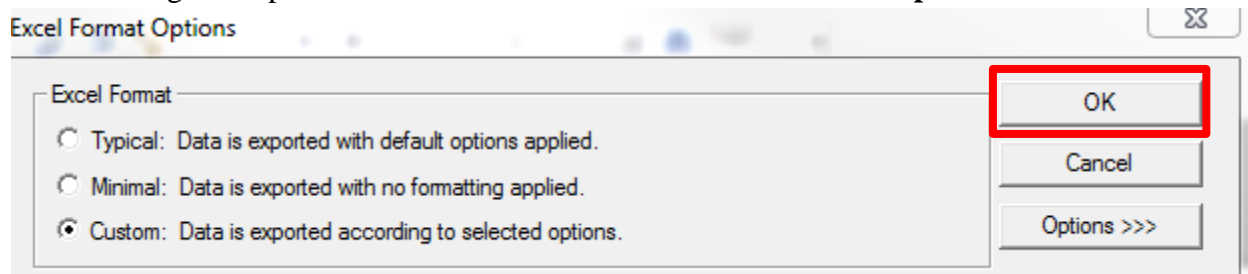 Excel Format Options
Excel Format
OK
Typical: Data is exported with default options applied.
Cancel
Minimal: Data is exported with no formatting applied.
Custom: Data is exported according to selected options.
Options >>>